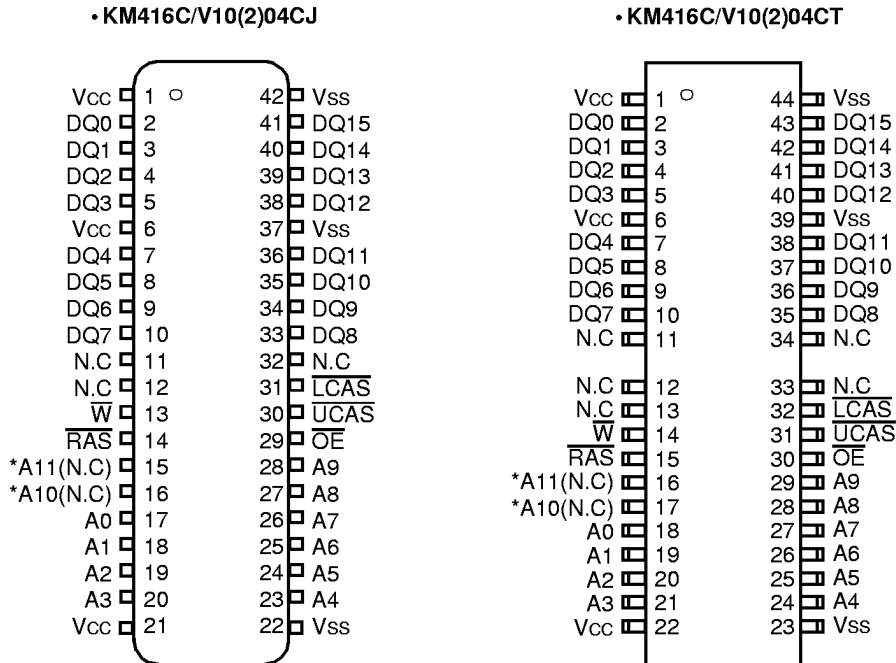 • KM416C/V10(2)04CJ
VCC 1 42 VSS
DQ0 2 41 DQ15
DQ1 3 40 DQ14
DQ2 4 39 DQ13
DQ3 5 38 DQ12
VCC 6 37 VSS
DQ4 7 36 DQ11
DQ5 8 35 DQ10
DQ6 9 34 DQ9
DQ7 10 33 DQ8
N.C 11 32 N.C
N.C 12 31 L̅C̅A̅S̅
W̅ 13 30 U̅C̅A̅S̅
R̅A̅S̅ 14 29 O̅E̅
*A11(N.C) 15 28 A9
*A10(N.C) 16 27 A8
A0 17 26 A7
A1 18 25 A6
A2 19 24 A5
A3 20 23 A4
VCC 21 22 VSS
• KM416C/V10(2)04CT
VCC 1 44 VSS
DQ0 2 43 DQ15
DQ1 3 42 DQ14
DQ2 4 41 DQ13
DQ3 5 40 DQ12
VCC 6 39 VSS
DQ4 7 38 DQ11
DQ5 8 37 DQ10
DQ6 9 36 DQ9
DQ7 10 35 DQ8
N.C 11 34 N.C
N.C 12 33 N.C
N.C 13 32 L̅C̅A̅S̅
W̅ 14 31 U̅C̅A̅S̅
R̅A̅S̅ 15 30 O̅E̅
*A11(N.C) 16 29 A9
*A10(N.C) 17 28 A8
A0 18 27 A7
A1 19 26 A6
A2 20 25 A5
A3 21 24 A4
VCC 22 23 VSS